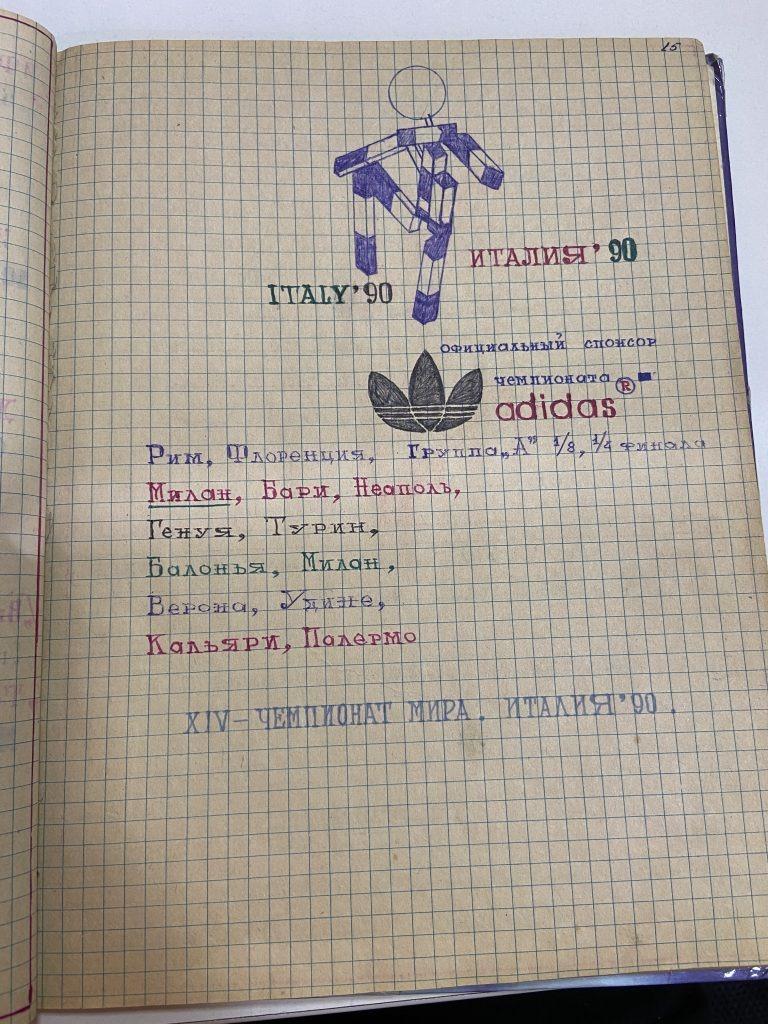 15
ИТАЛИЯ’ 90
ITALY’90
официальный спонсор
чемпионата ®
adidas
Рим, Флоренция, Группа „А” 1/8, 1/4 финала
Милан, Бари, Неаполь,
Генуя, Турин,
Балонья, Милан,
Верона, Удине,
Кальяри, Палермо
XIV – ЧЕМПИОНАТ МИРА. ИТАЛИЯ’90.